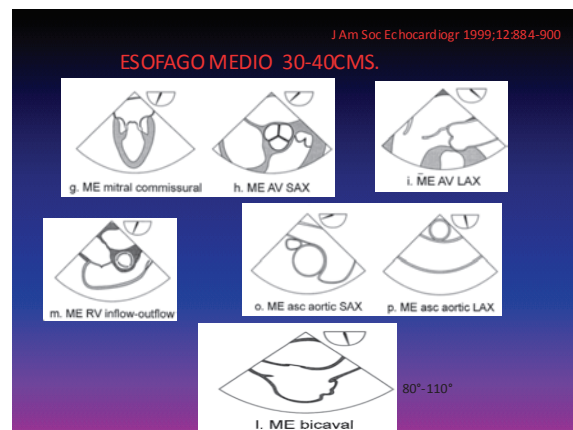 J Am Soc Echocardiogr 1999;12:884-900
ESOFAGO MEDIO 30-40CMS.
g. ME mitral commissural
h. ME AV SAX
i. ME AV LAX
m. ME RV inflow-outflow
o. ME asc aortic SAX
p. ME asc aortic LAX
80°-110°
l. ME bicaval